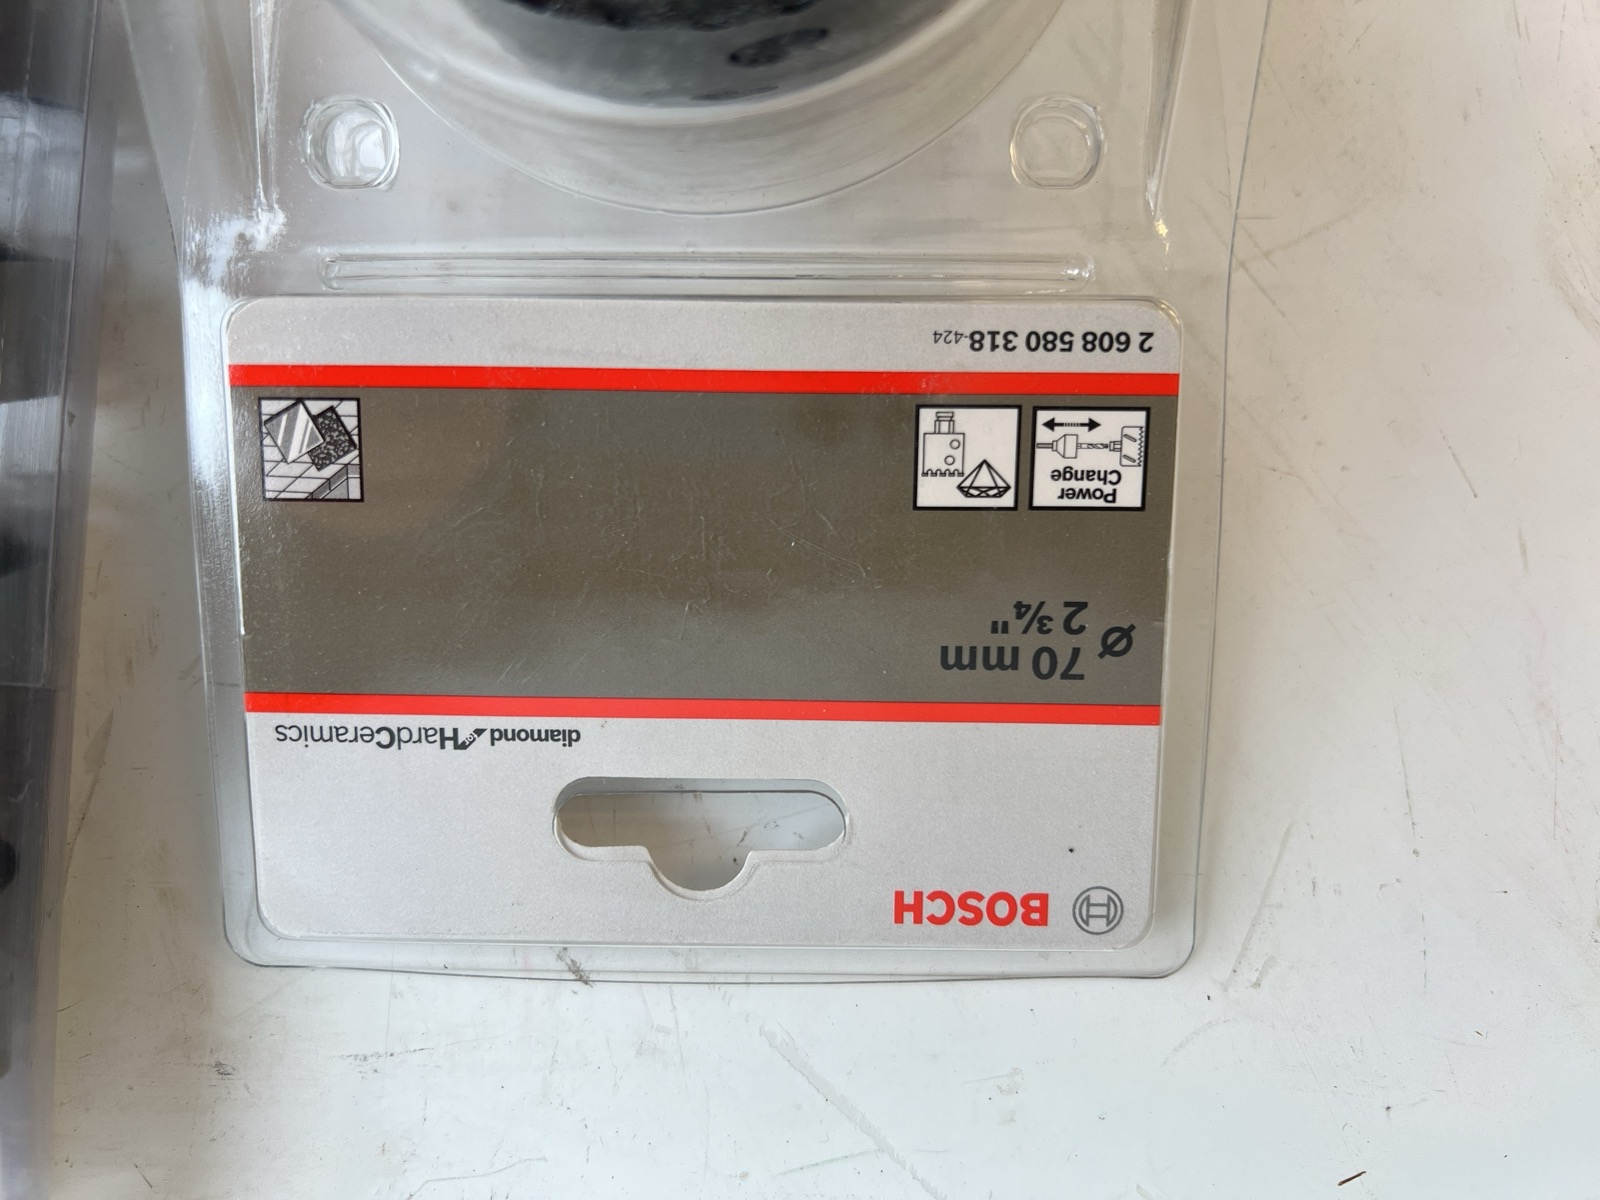 BOSCH
diamond for HardCeramics
Ø 70 mm
2 3/4"
Power
Change
2 608 580 318-424